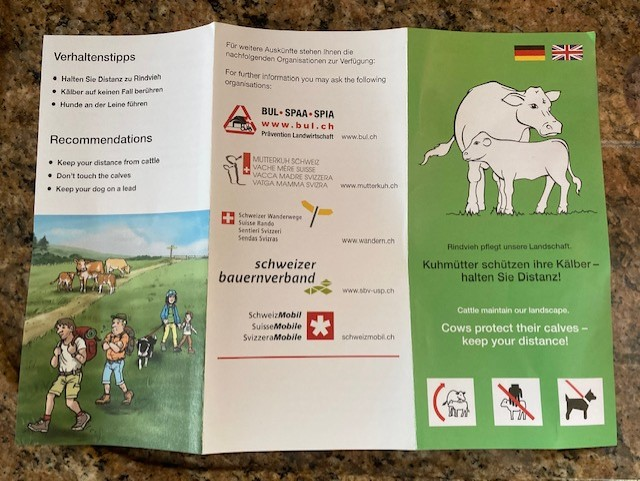 Verhaltenstipps
• Halten Sie Distanz zu Rindvieh
• Kälber auf keinen Fall berühren
• Hunde an der Leine führen
Recommendations
• Keep your distance from cattle
• Don't touch the calves
• Keep your dog on a lead
Für weitere Auskünfte stehen Ihnen die
nachfolgenden Organisationen zur Verfügung:
For further information you may ask the following
organisations:
BUL • SPAA • SPIA
www.bul.ch
Prävention Landwirtschaft
www.bul.ch
MUTTERKUH SCHWEIZ
VACHE MÈRE SUISSE
VACCA MADRE SVIZZERA
VATGA MAMMA SVIZRA
www.mutterkuh.ch
Schweizer Wanderwege
Suisse Rando
Sentieri Svizzeri
Sendas Svizras
www.wandern.ch
schweizer
bauernverband
www.sbv-usp.ch
SchweizMobil
SuisseMobile
SvizzeraMobile
schweizmobil.ch
Rindvieh pflegt unsere Landschaft.
Kuhmütter schützen ihre Kälber –
halten Sie Distanz!
Cattle maintain our landscape.
Cows protect their calves –
keep your distance!